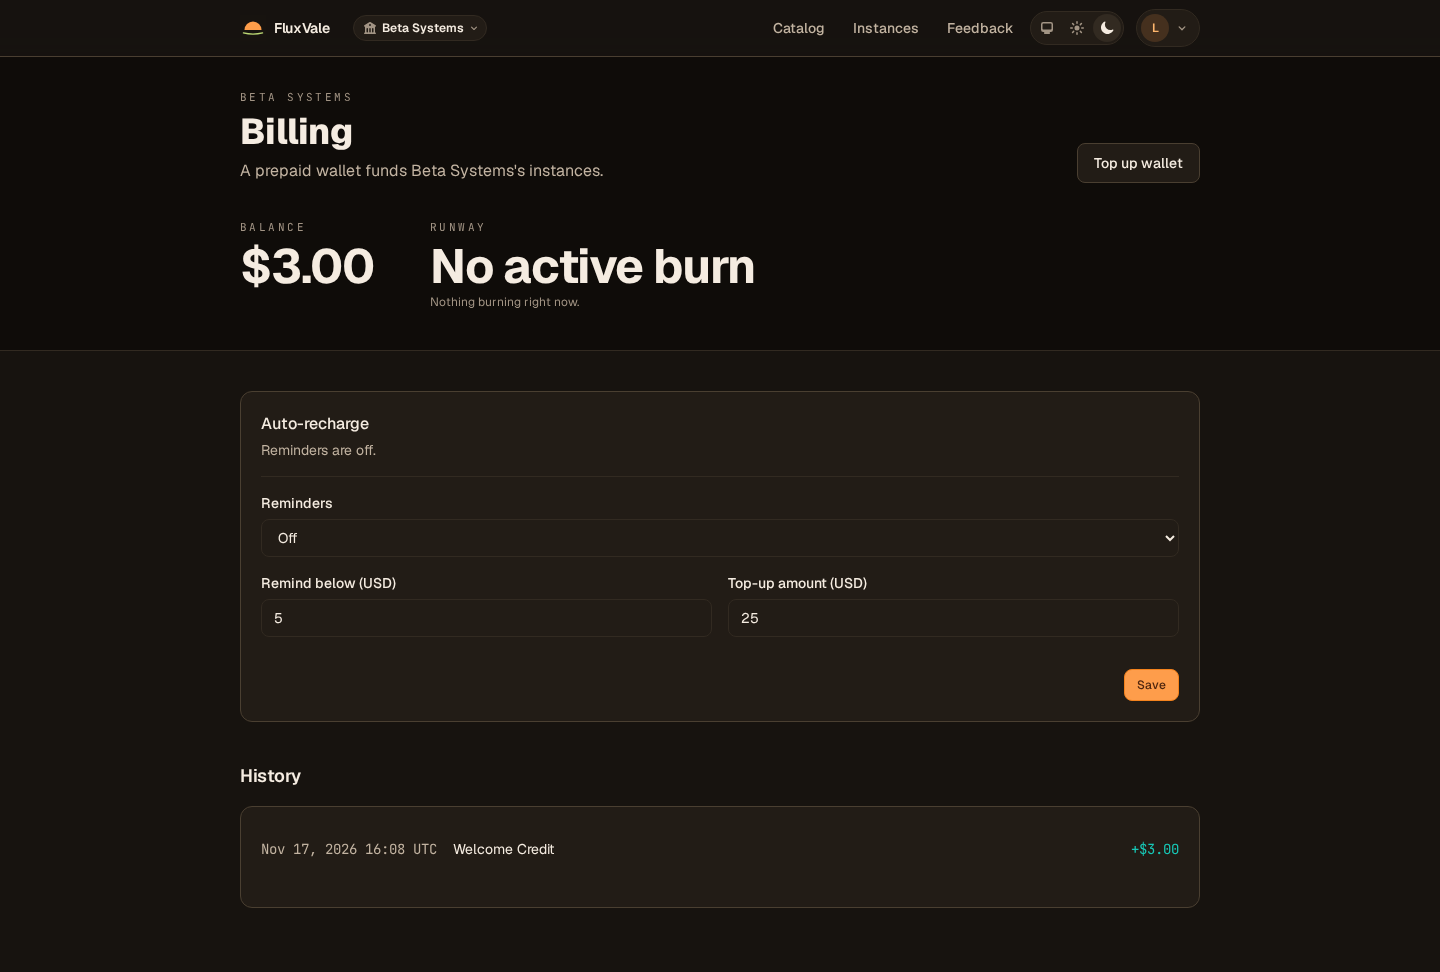 FluxVale
Beta Systems
Catalog
Instances
Feedback
L
BETA SYSTEMS
Billing
A prepaid wallet funds Beta Systems's instances.
Top up wallet
BALANCE
RUNWAY
$3.00
No active burn
Nothing burning right now.
Auto-recharge
Reminders are off.
Reminders
Off
Remind below (USD)
Top-up amount (USD)
5
25
Save
History
Nov 17, 2026 16:08 UTC Welcome Credit +$3.00